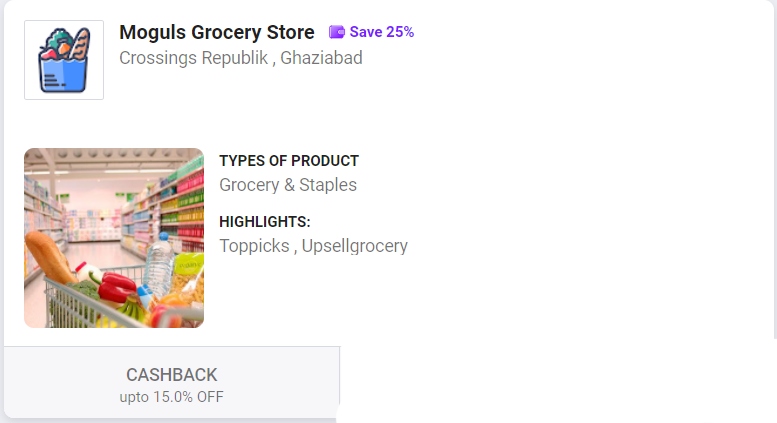 Moguls Grocery Store Save 25%
Crossings Republik , Ghaziabad
TYPES OF PRODUCT
Grocery & Staples
HIGHLIGHTS:
Toppicks , Upsellgrocery
CASHBACK
upto 15.0% OFF